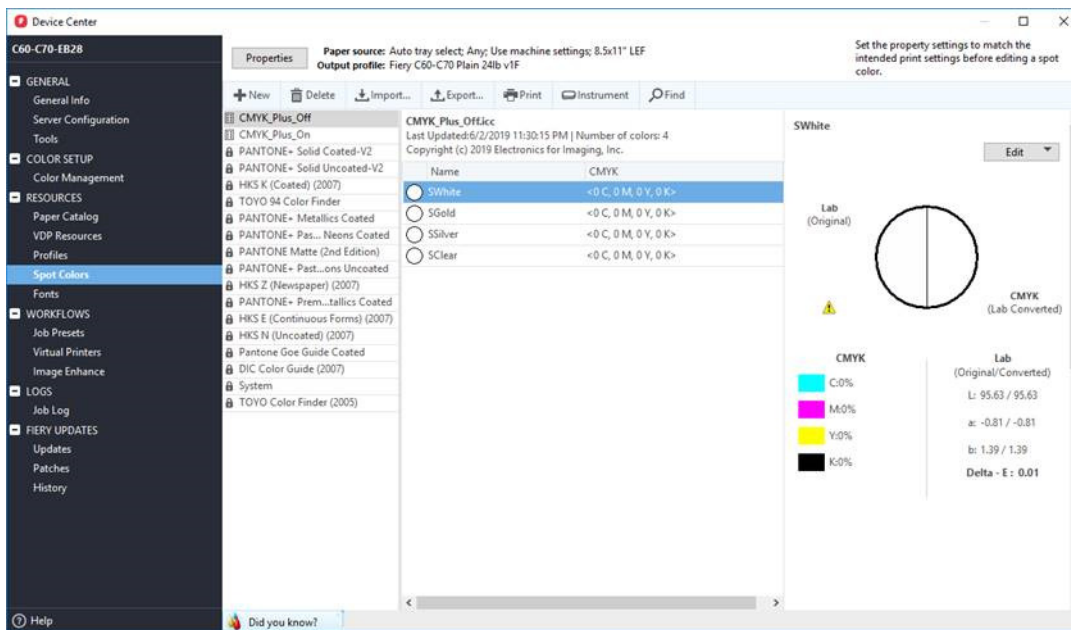 Device Center
C60-C70-EB28
GENERAL
General Info
Server Configuration
Tools
COLOR SETUP
Color Management
RESOURCES
Paper Catalog
VDP Resources
Profiles
Spot Colors
Fonts
WORKFLOWS
Job Presets
Virtual Printers
Image Enhance
LOGS
Job Log
FIERY UPDATES
Updates
Patches
History
Help
Properties
Paper source: Auto tray select; Any; Use machine settings; 8.5x11" LEF
Output profile: Fiery C60-C70 Plain 24lb v1F
Set the property settings to match the
intended print settings before editing a spot
color.
New Delete Import... Export... Print Instrument Find
CMYK_Plus_Off
CMYK_Plus_On
PANTONE+ Solid Coated-V2
PANTONE+ Solid Uncoated-V2
HKS K (Coated) (2007)
TOYO 94 Color Finder
PANTONE+ Metallics Coated
PANTONE+ Pas... Neons Coated
PANTONE Matte (2nd Edition)
PANTONE+ Past...ons Uncoated
HKS Z (Newspaper) (2007)
PANTONE+ Prem...tallics Coated
HKS E (Continuous Forms) (2007)
HKS N (Uncoated) (2007)
Pantone Goe Guide Coated
DIC Color Guide (2007)
System
TOYO Color Finder (2005)
CMYK_Plus_Off.icc
Last Updated:6/2/2019 11:30:15 PM | Number of colors: 4
Copyright (c) 2019 Electronics for Imaging, Inc.
Name CMYK
SWhite <0 C, 0 M, 0 Y, 0 K>
SGold <0 C, 0 M, 0 Y, 0 K>
SSilver <0 C, 0 M, 0 Y, 0 K>
SClear <0 C, 0 M, 0 Y, 0 K>
SWhite
Edit
Lab
(Original)
CMYK
(Lab Converted)
CMYK
C:0%
M:0%
Y:0%
K:0%
Lab
(Original/Converted)
L: 95.63 / 95.63
a: -0.81 / -0.81
b: 1.39 / 1.39
Delta - E : 0.01
Did you know?